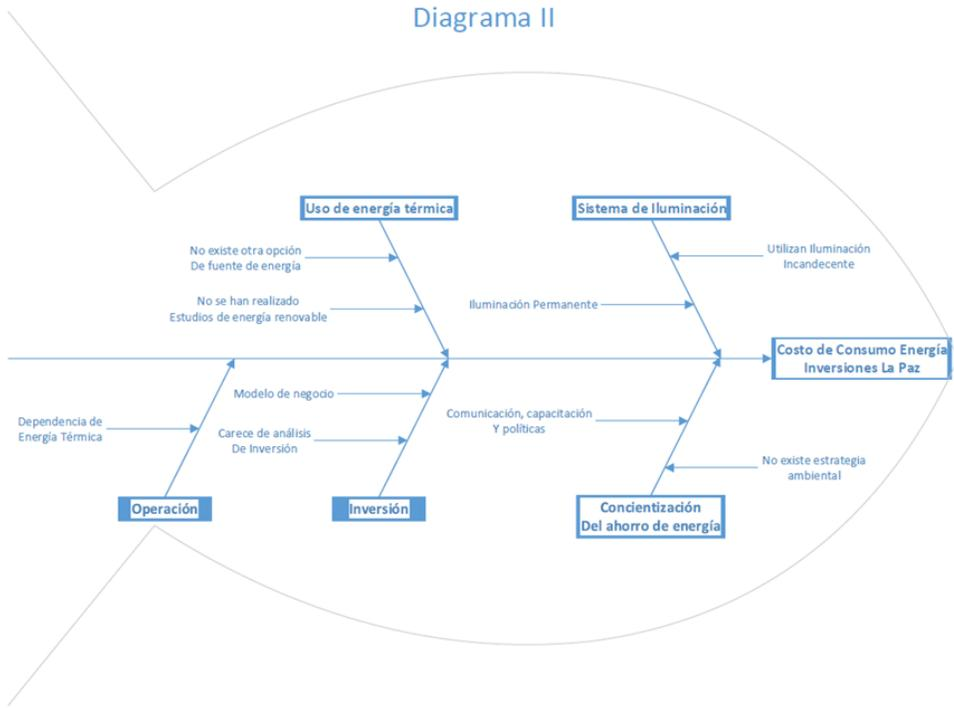 Diagrama II
Uso de energía térmica
Sistema de Iluminación
No existe otra opción
De fuente de energía
Utilizan Iluminación
Incandecente
No se han realizado
Estudios de energía renovable
Iluminación Permanente
Costo de Consumo Energía
Inversiones La Paz
Modelo de negocio
Dependencia de
Energía Térmica
Carece de análisis
De Inversión
Comunicación, capacitación
Y políticas
No existe estrategia
ambiental
Operación
Inversión
Concientización
Del ahorro de energía